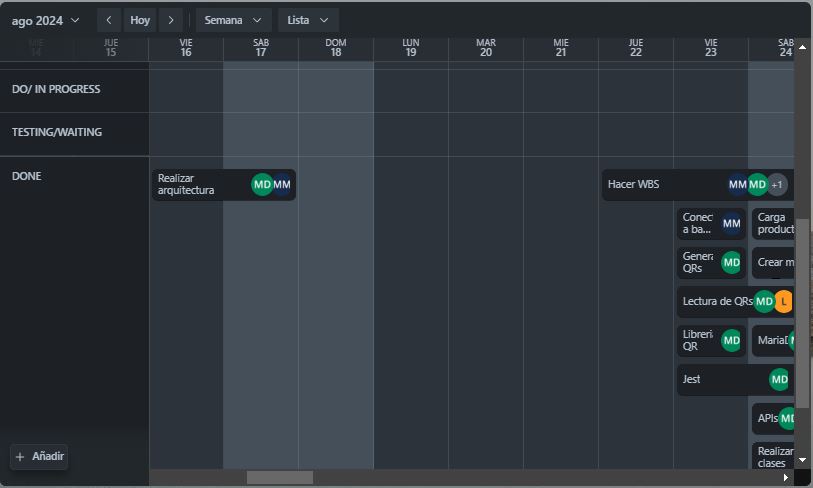 ago 2024 Hoy Semana Lista
MIE JUE VIE SAB DOM LUN MAR MIE JUE VIE SAB
14 15 16 17 18 19 20 21 22 23 24
DO/ IN PROGRESS
TESTING/WAITING
DONE
Realizar
arquitectura
MD MM
Hacer WBS
MM MD +1
Conec
a ba...
MM
Carga
product
Genera
QRs
MD
Crear m
Lectura de QRs
MD L
Libreri
QR
MD
MariaD
Jest
MD
APIs
MD
Realizar
clases
+ Añadir